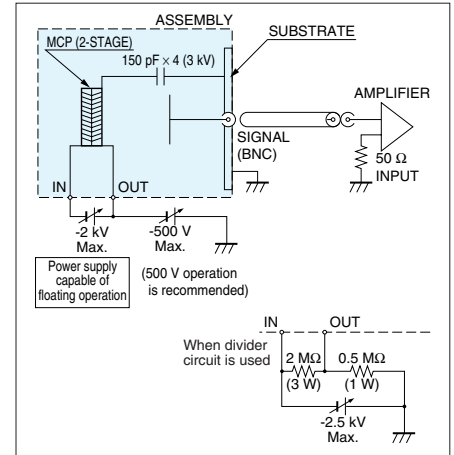 ASSEMBLY
SUBSTRATE
MCP (2-STAGE)
150 pF × 4 (3 kV)
AMPLIFIER
SIGNAL
(BNC)
50 Ω
INPUT
IN
OUT
-2 kV
Max.
-500 V
Max.
Power supply
capable of
floating operation
(500 V operation
is recommended)
IN
OUT
When divider
circuit is used
2 MΩ
(3 W)
0.5 MΩ
(1 W)
-2.5 kV
Max.